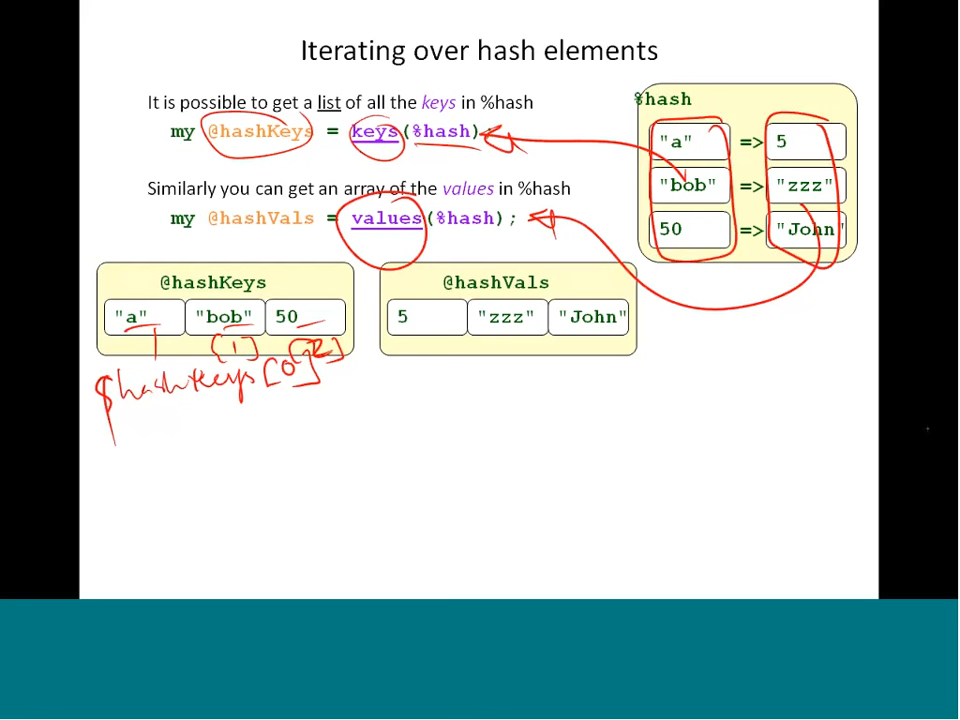 Iterating over hash elements
It is possible to get a list of all the keys in %hash
my @hashKeys = keys(%hash);
Similarly you can get an array of the values in %hash
my @hashVals = values(%hash);
%hash
"a" => 5
"bob" => "zzz"
50 => "John"
@hashKeys
"a" "bob" 50
@hashVals
5 "zzz" "John"
[1] [2]
$hashKeys[0]